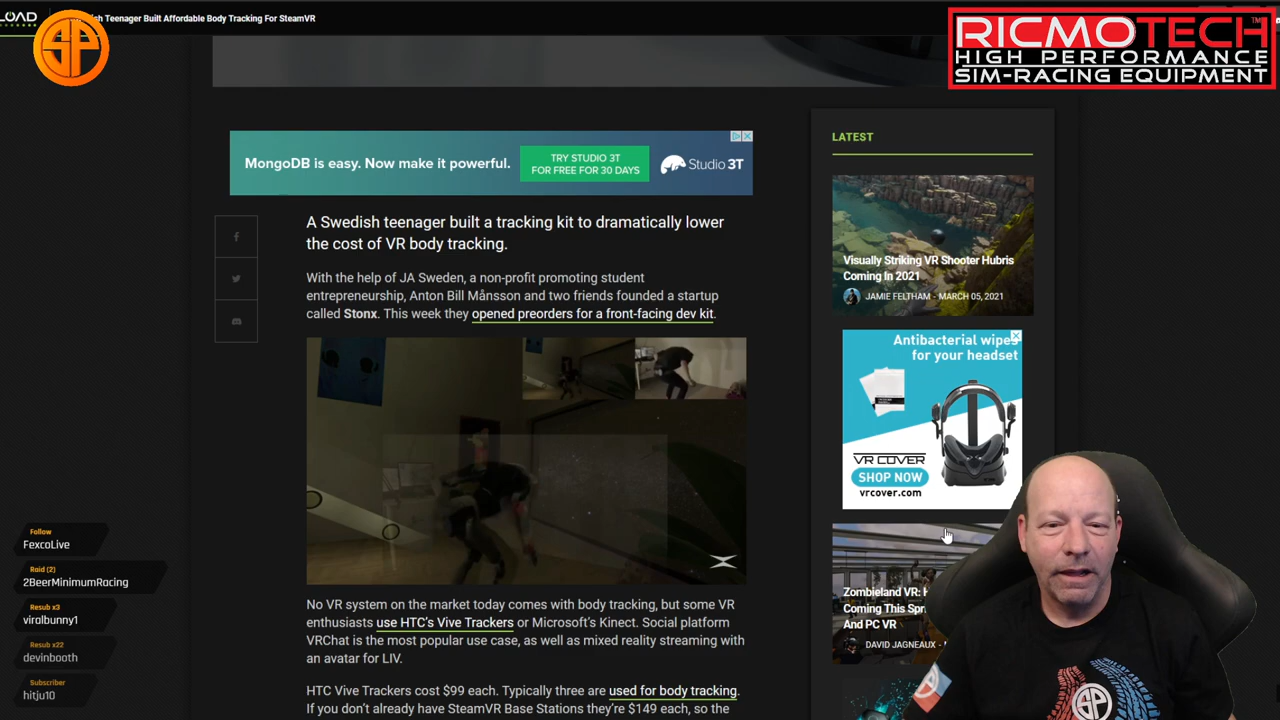 LOAD
ish Teenager Built Affordable Body Tracking For SteamVR
SP
RICMOTECH™
HIGH PERFORMANCE
SIM-RACING EQUIPMENT
MongoDB is easy. Now make it powerful.
TRY STUDIO 3T
FOR FREE FOR 30 DAYS
Studio 3T
A Swedish teenager built a tracking kit to dramatically lower
the cost of VR body tracking.
With the help of JA Sweden, a non-profit promoting student
entrepreneurship, Anton Bill Månsson and two friends founded a startup
called Stonx. This week they opened preorders for a front-facing dev kit.
No VR system on the market today comes with body tracking, but some VR
enthusiasts use HTC's Vive Trackers or Microsoft's Kinect. Social platform
VRChat is the most popular use case, as well as mixed reality streaming with
an avatar for LIV.
HTC Vive Trackers cost $99 each. Typically three are used for body tracking.
If you don't already have SteamVR Base Stations they're $149 each, so the
LATEST
Visually Striking VR Shooter Hubris
Coming In 2021
JAMIE FELTHAM - MARCH 05, 2021
Antibacterial wipes
for your headset
VR COVER
SHOP NOW
vrcover.com
Zombieland VR: H
Coming This Spr
And PC VR
DAVID JAGNEAUX -
Follow
FexcoLive
Raid (2)
2BeerMinimumRacing
Resub x3
viralbunny1
Resub x22
devinbooth
Subscriber
hitju10
SP